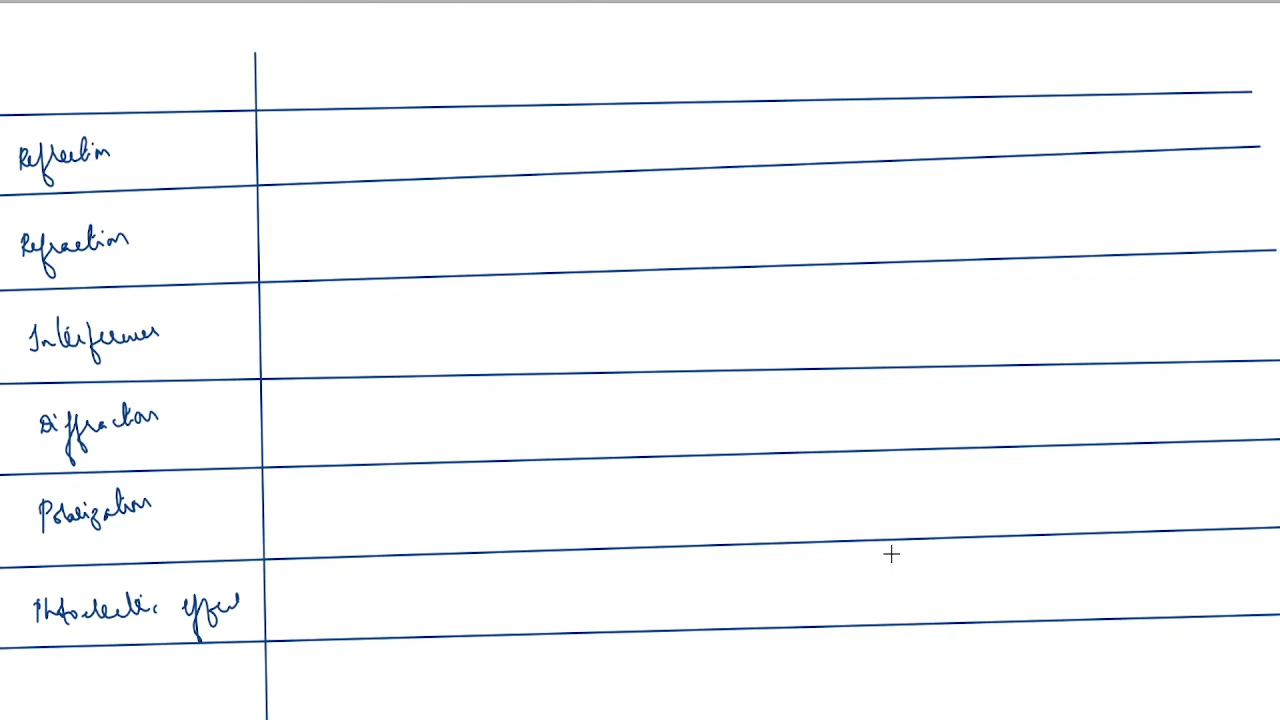 Reflection
Refraction
Interference
Diffraction
Polarization
Photoelectric effect